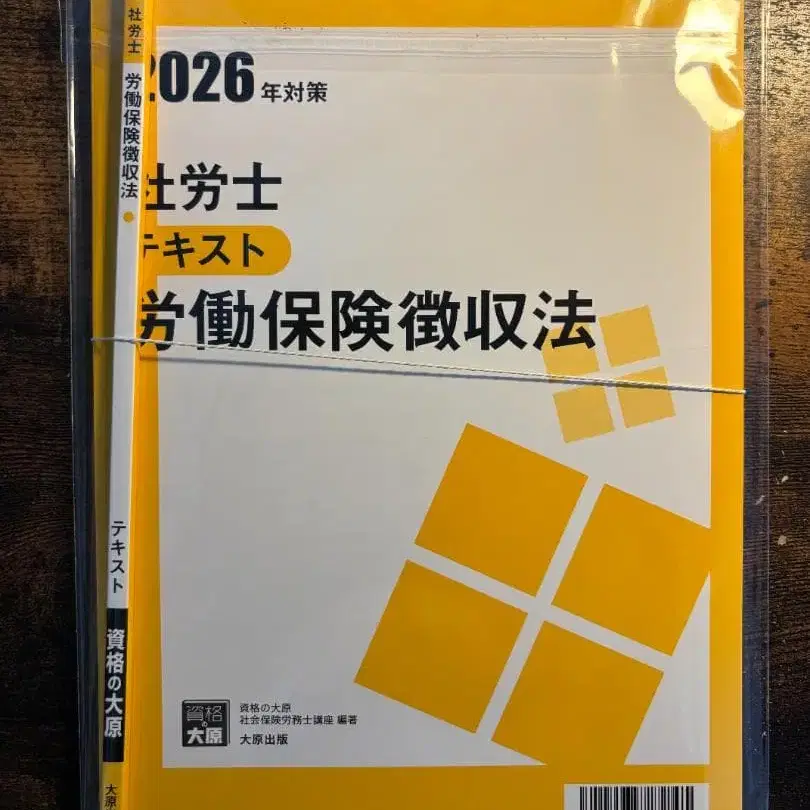 社労士 労働保険徴収法
テキスト
資格の大原
大原
2026年対策
社労士
テキスト
労働保険徴収法
資格の大原
資格の大原
社会保険労務士講座 編著
大原出版